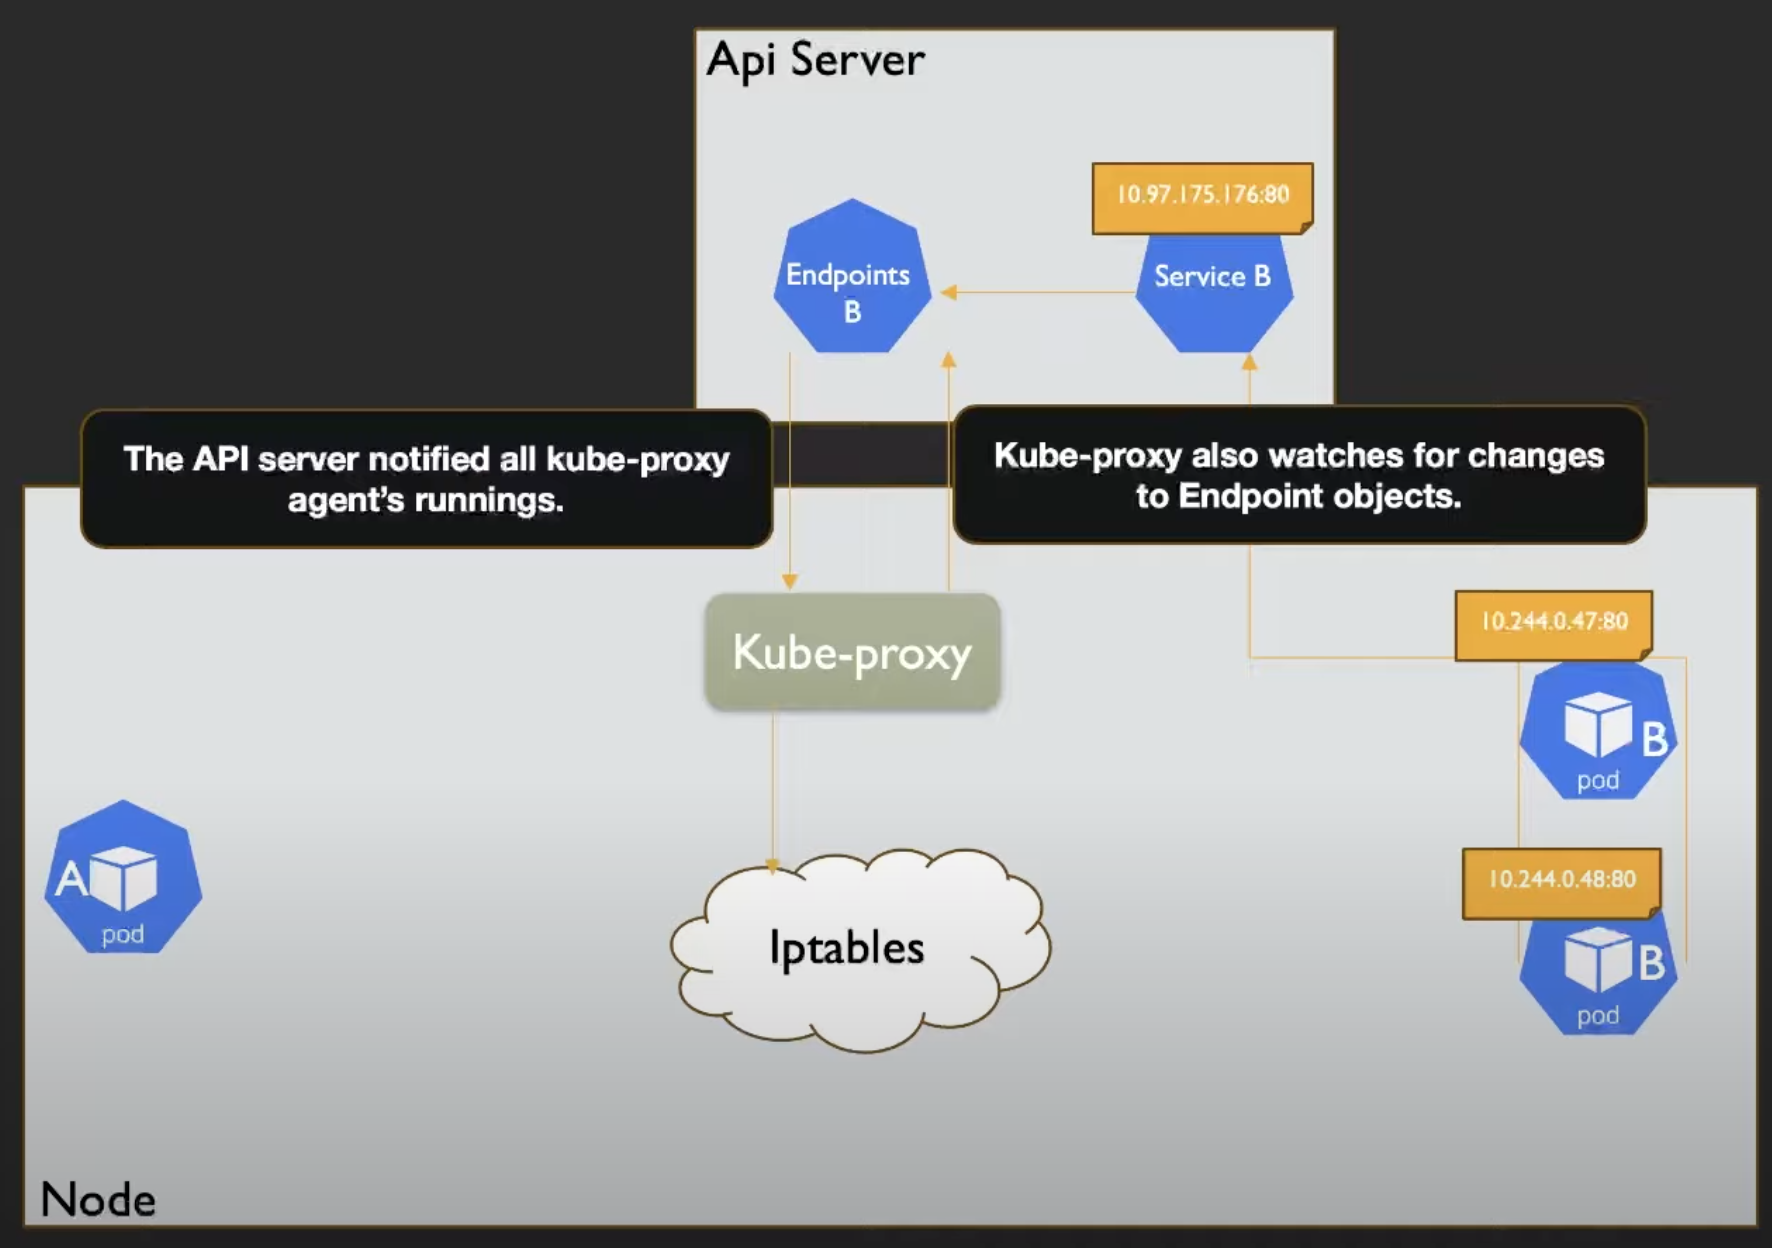 Api Server
10.97.175.176:80
Endpoints
B
Service B
The API server notified all kube-proxy
agent's runnings.
Kube-proxy also watches for changes
to Endpoint objects.
Kube-proxy
10.244.0.47:80
B
pod
A
pod
Iptables
10.244.0.48:80
B
pod
Node